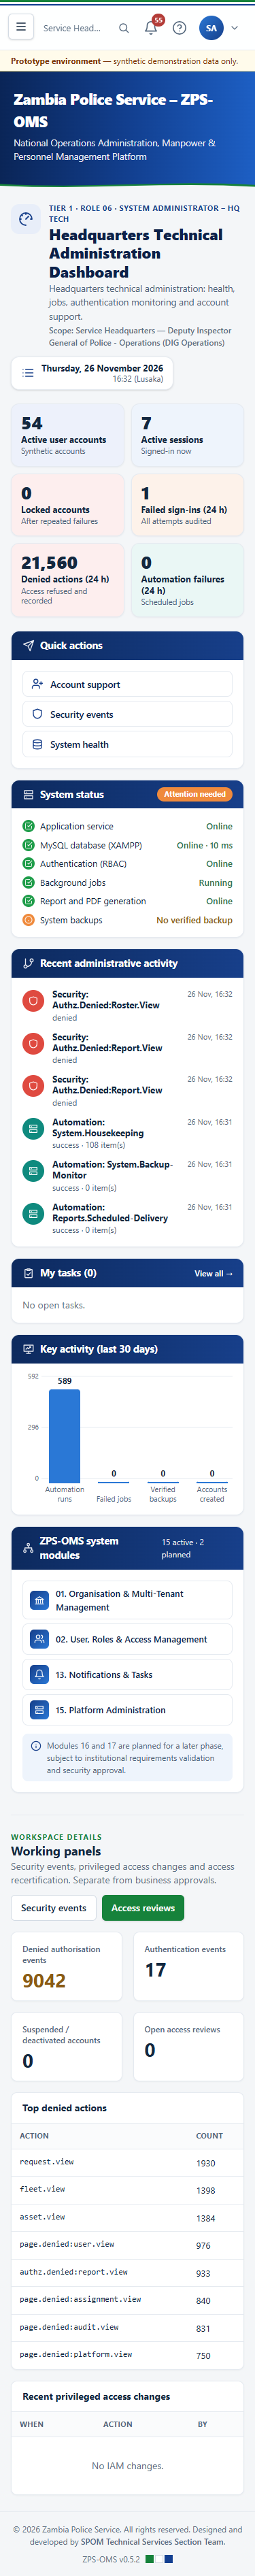 Service Head...
55
SA
Prototype environment — synthetic demonstration data only.
Zambia Police Service – ZPS-
OMS
National Operations Administration, Manpower &
Personnel Management Platform
TIER 1 · ROLE 06 · SYSTEM ADMINISTRATOR – HQ
TECH
Headquarters Technical
Administration
Dashboard
Headquarters technical administration: health,
jobs, authentication monitoring and account
support.
Scope: Service Headquarters — Deputy Inspector
General of Police - Operations (DIG Operations)
Thursday, 26 November 2026
16:32 (Lusaka)
54
Active user accounts
Synthetic accounts
7
Active sessions
Signed-in now
0
Locked accounts
After repeated failures
1
Failed sign-ins (24 h)
All attempts audited
21,560
Denied actions (24 h)
Access refused and
recorded
0
Automation failures
(24 h)
Scheduled jobs
Quick actions
Account support
Security events
System health
System status
Attention needed
Application service Online
MySQL database (XAMPP) Online · 10 ms
Authentication (RBAC) Online
Background jobs Running
Report and PDF generation Online
System backups No verified backup
Recent administrative activity
Security: 26 Nov, 16:32
Authz.Denied:Roster.View
denied
Security: 26 Nov, 16:32
Authz.Denied:Report.View
denied
Security: 26 Nov, 16:32
Authz.Denied:Report.View
denied
Automation: 26 Nov, 16:31
System.Housekeeping
success · 108 item(s)
Automation: System.Backup- 26 Nov, 16:31
Monitor
success · 0 item(s)
Automation: 26 Nov, 16:31
Reports.Scheduled-Delivery
success · 0 item(s)
My tasks (0) View all →
No open tasks.
Key activity (last 30 days)
592
296
0
589
0
0
0
Automation
runs
Failed jobs
Verified
backups
Accounts
created
ZPS-OMS system
modules
15 active · 2
planned
01. Organisation & Multi-Tenant
Management
02. User, Roles & Access Management
13. Notifications & Tasks
15. Platform Administration
Modules 16 and 17 are planned for a later phase,
subject to institutional requirements validation
and security approval.
WORKSPACE DETAILS
Working panels
Security events, privileged access changes and access
recertification. Separate from business approvals.
Security events
Access reviews
Denied authorisation
events
9042
Authentication events
17
Suspended /
deactivated accounts
0
Open access reviews
0
Top denied actions
ACTION COUNT
request.view 1930
fleet.view 1398
asset.view 1384
page.denied:user.view 976
authz.denied:report.view 933
page.denied:assignment.view 840
page.denied:audit.view 831
page.denied:platform.view 750
Recent privileged access changes
WHEN ACTION BY
No IAM changes.
© 2026 Zambia Police Service. All rights reserved. Designed and
developed by SPOM Technical Services Section Team.
ZPS-OMS v0.5.2